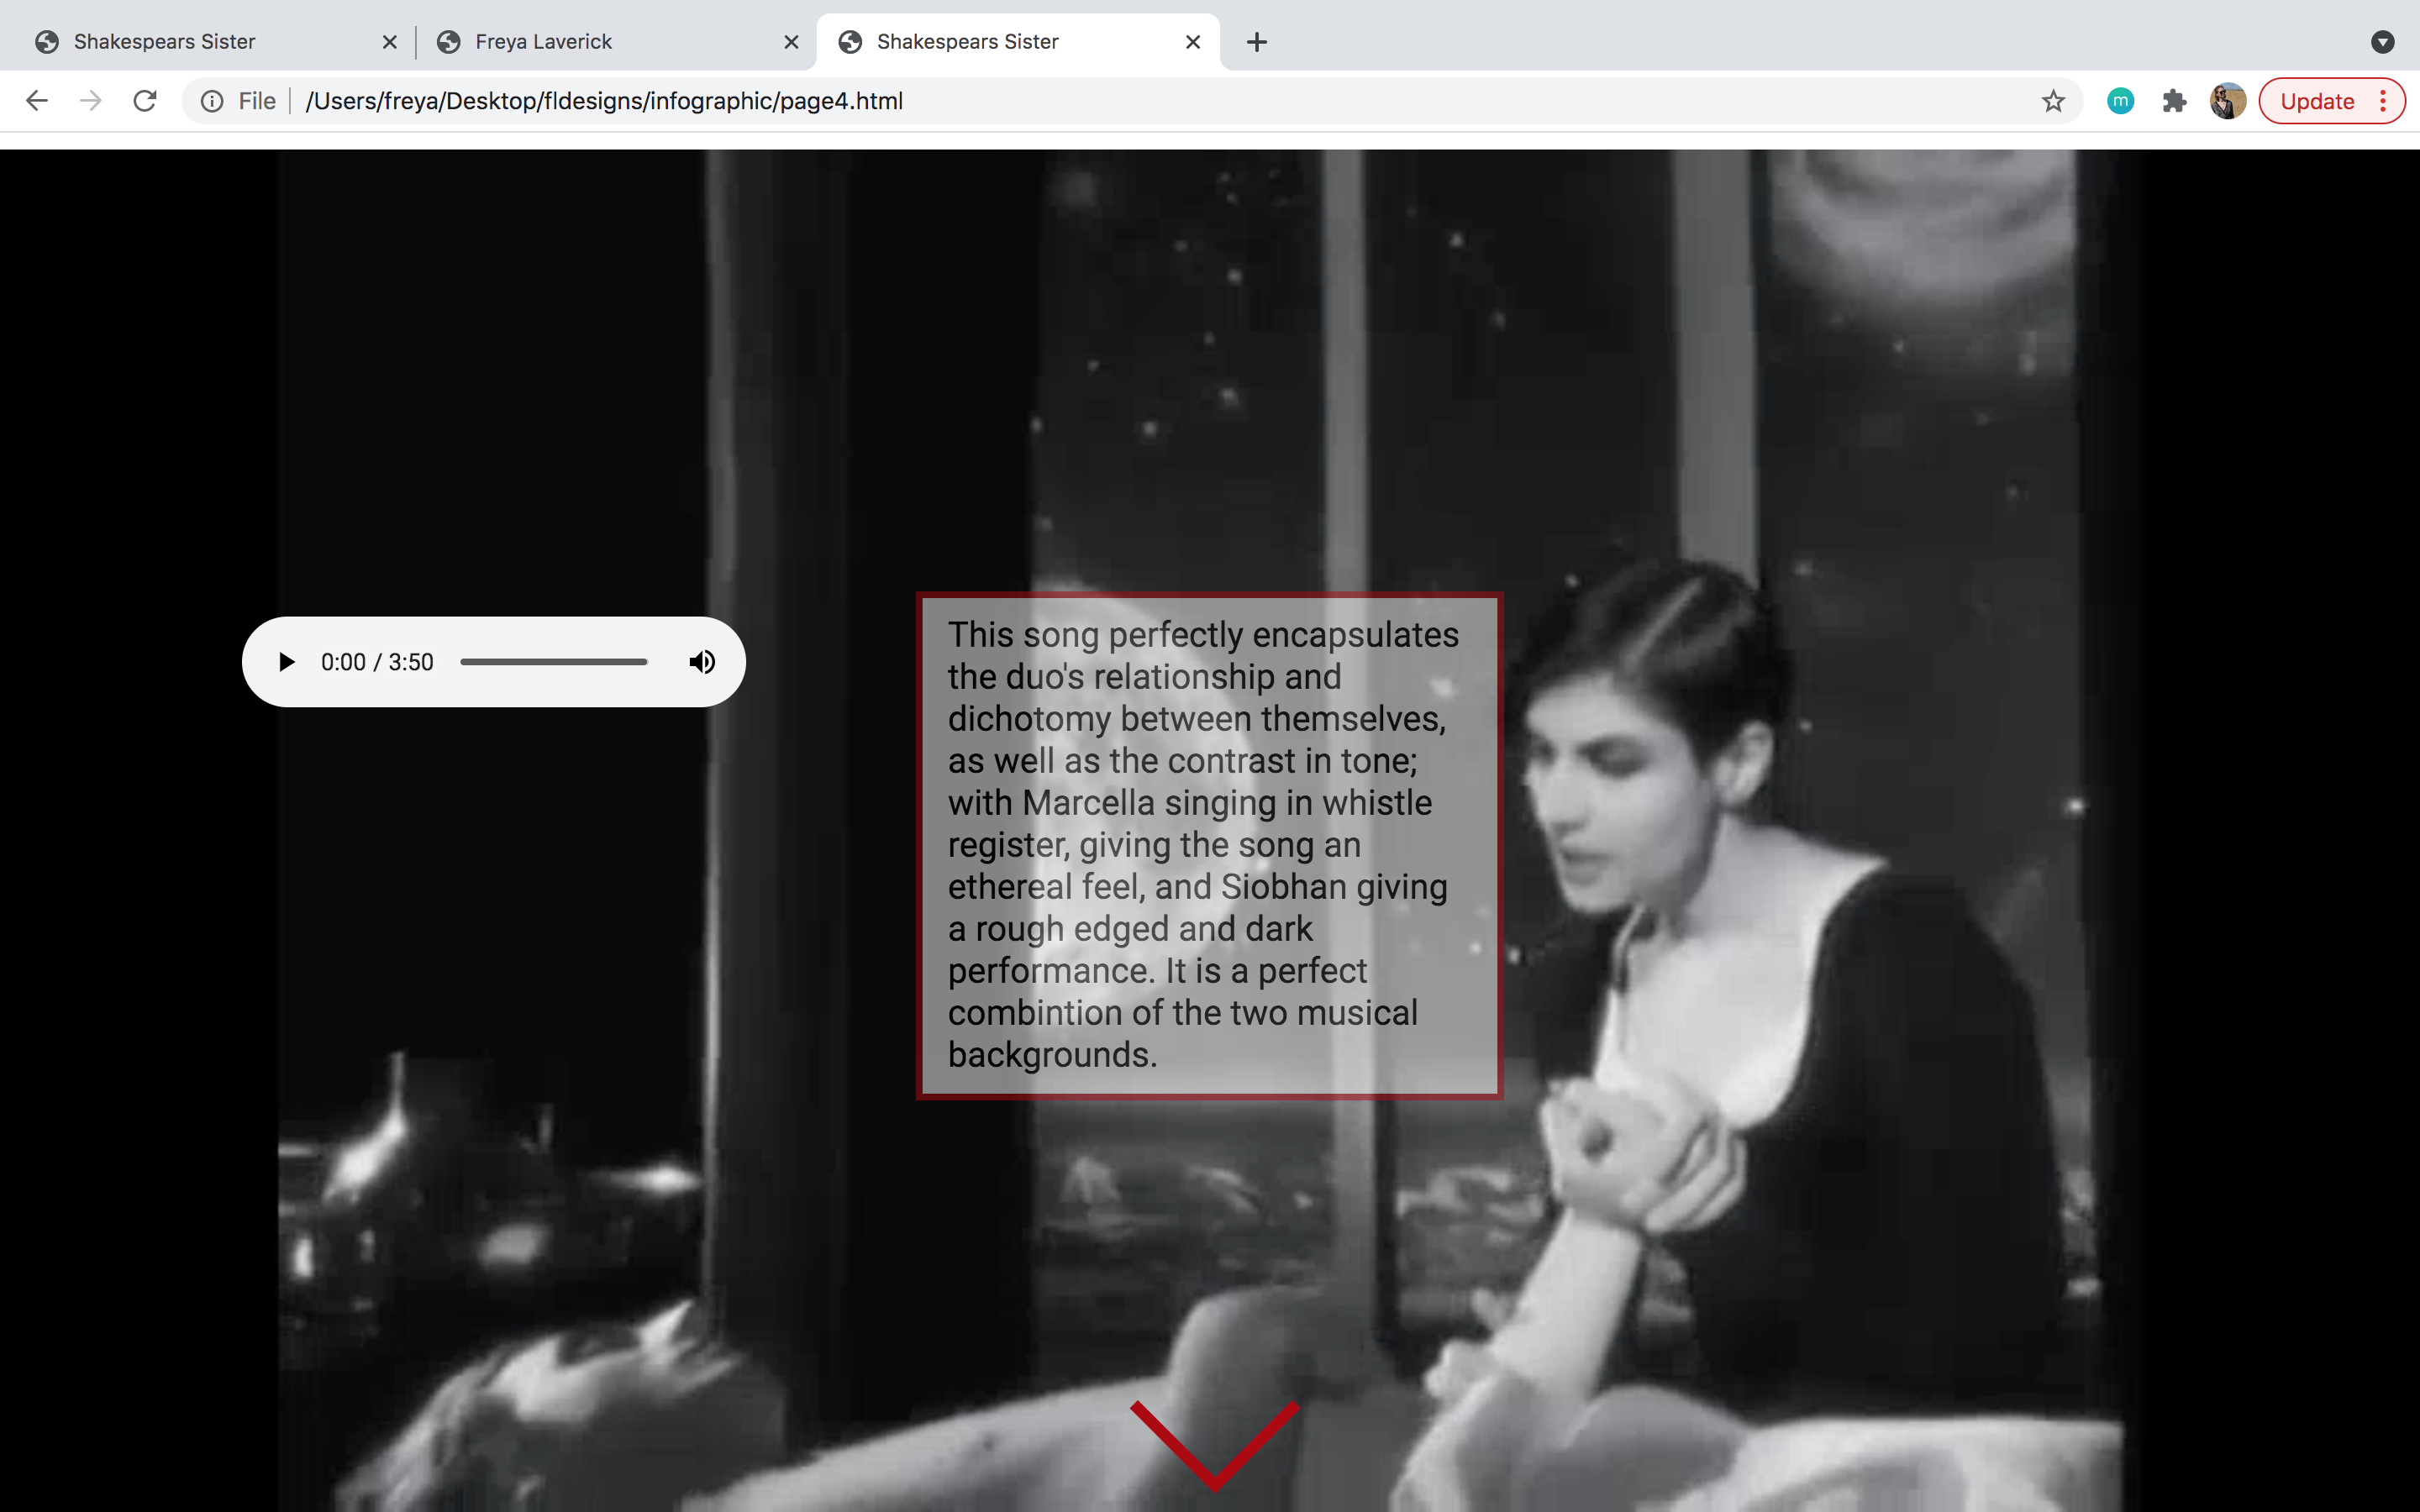 Shakespears Sister
Freya Laverick
Shakespears Sister
File
/Users/freya/Desktop/fldesigns/infographic/page4.html
m
Update
0:00 / 3:50
This song perfectly encapsulates
the duo's relationship and
dichotomy between themselves,
as well as the contrast in tone;
with Marcella singing in whistle
register, giving the song an
ethereal feel, and Siobhan giving
a rough edged and dark
performance. It is a perfect
combintion of the two musical
backgrounds.